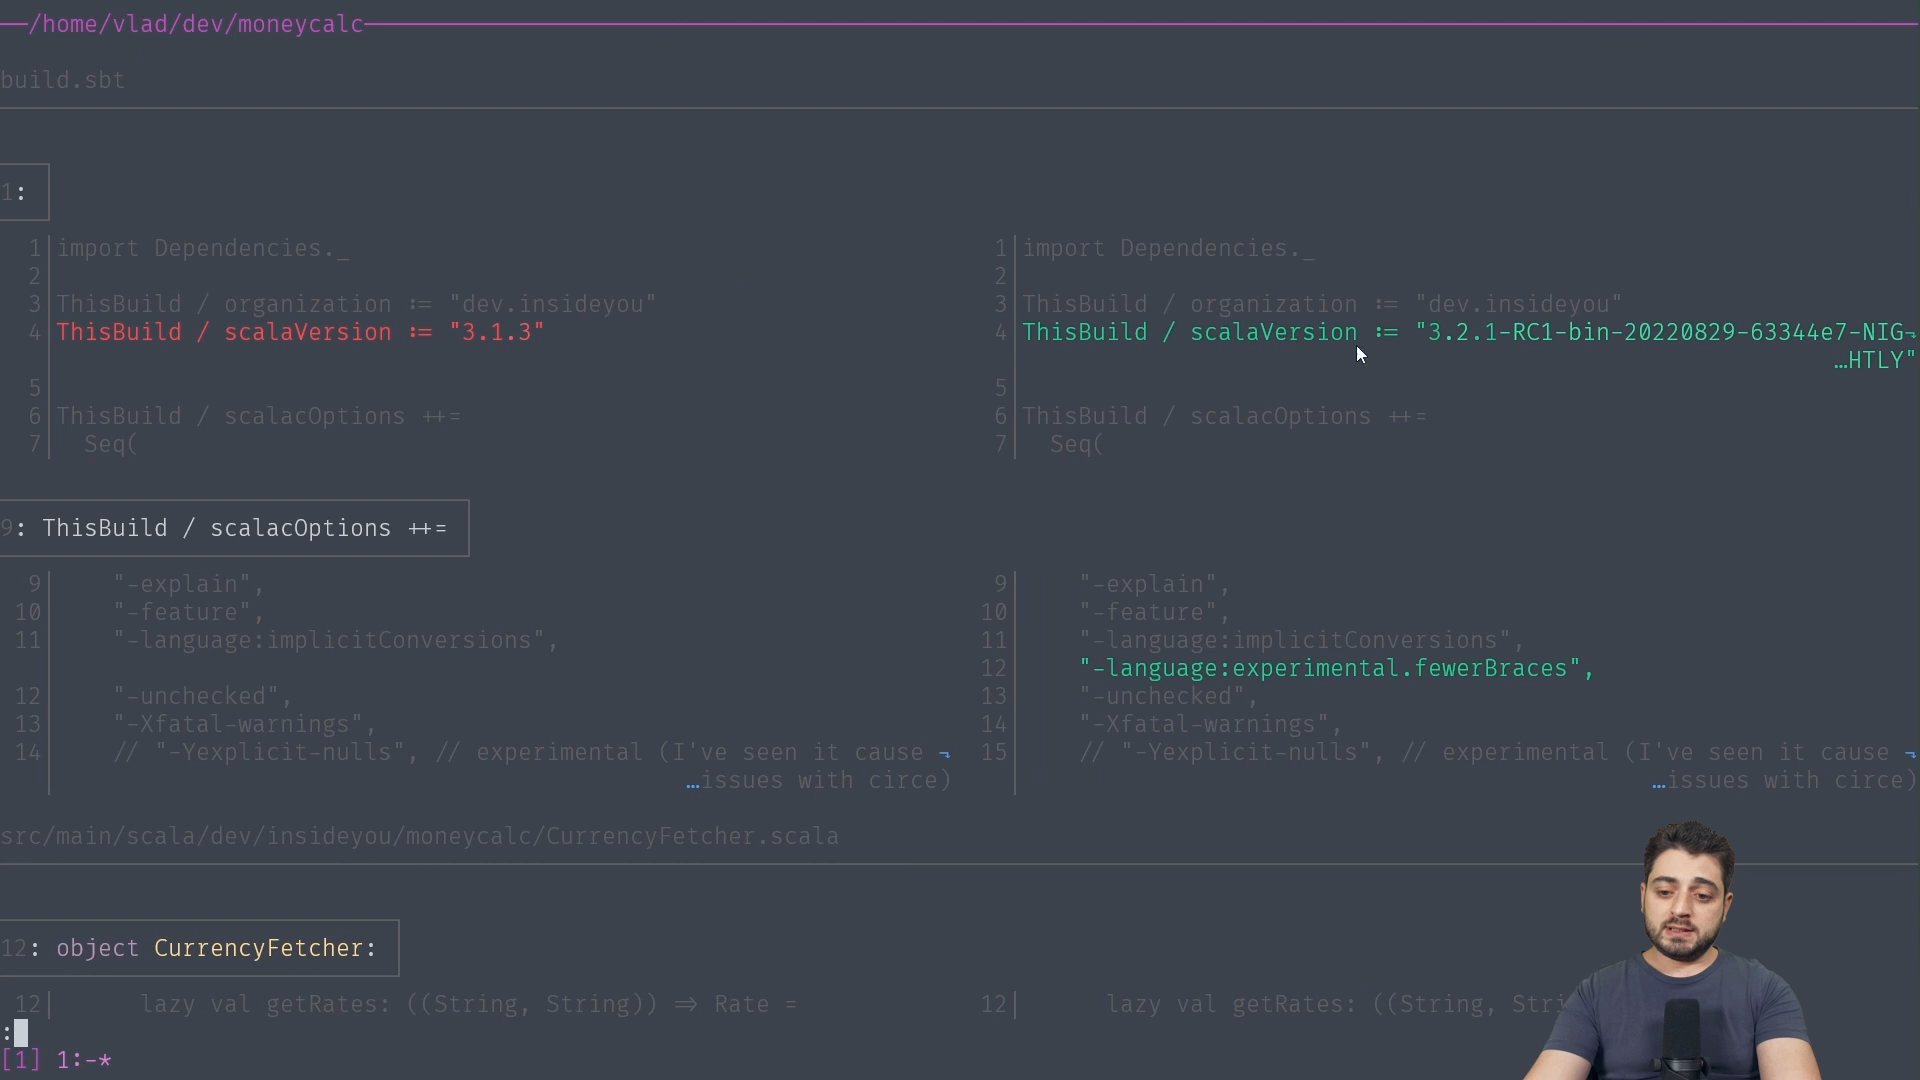 /home/vlad/dev/moneycalc
build.sbt
1:
1 import Dependencies._
2
3 ThisBuild / organization := "dev.insideyou"
4 ThisBuild / scalaVersion := "3.1.3"
5
6 ThisBuild / scalacOptions ++=
7 Seq(
1 import Dependencies._
2
3 ThisBuild / organization := "dev.insideyou"
4 ThisBuild / scalaVersion := "3.2.1-RC1-bin-20220829-63344e7-NIG¬
…HTLY"
5
6 ThisBuild / scalacOptions ++=
7 Seq(
9: ThisBuild / scalacOptions ++=
9 "-explain",
10 "-feature",
11 "-language:implicitConversions",
12 "-unchecked",
13 "-Xfatal-warnings",
14 // "-Yexplicit-nulls", // experimental (I've seen it cause ¬
…issues with circe)
9 "-explain",
10 "-feature",
11 "-language:implicitConversions",
12 "-language:experimental.fewerBraces",
13 "-unchecked",
14 "-Xfatal-warnings",
15 // "-Yexplicit-nulls", // experimental (I've seen it cause ¬
…issues with circe)
src/main/scala/dev/insideyou/moneycalc/CurrencyFetcher.scala
12: object CurrencyFetcher:
12 lazy val getRates: ((String, String)) => Rate =
12 lazy val getRates: ((String,
:
[1] 1:-*